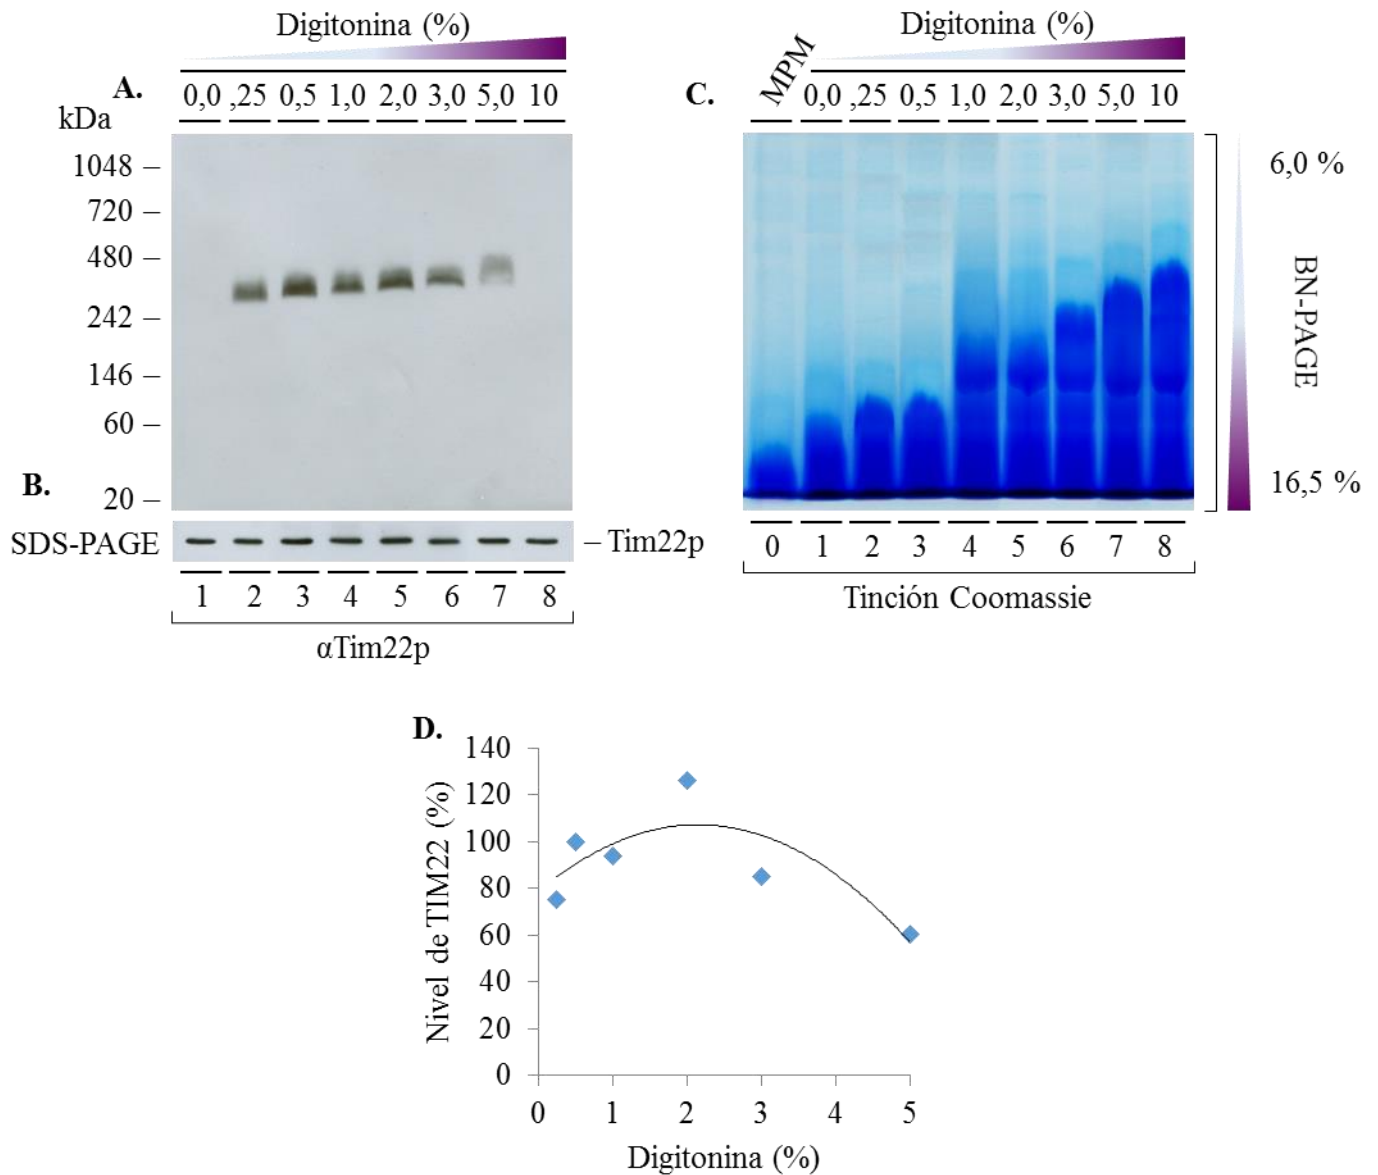 Digitonina (%)
A.
0,0 ,25 0,5 1,0 2,0 3,0 5,0 10
kDa
1048 –
720 –
480 –
242 –
146 –
60 –
20 –
B.
SDS-PAGE
– Tim22p
1 2 3 4 5 6 7 8
αTim22p
Digitonina (%)
C.
MPM 0,0 ,25 0,5 1,0 2,0 3,0 5,0 10
6,0 %
BN-PAGE
16,5 %
0 1 2 3 4 5 6 7 8
Tinción Coomassie
D.
Nivel de TIM22 (%)
140
120
100
80
60
40
20
0
0 1 2 3 4 5
Digitonina (%)